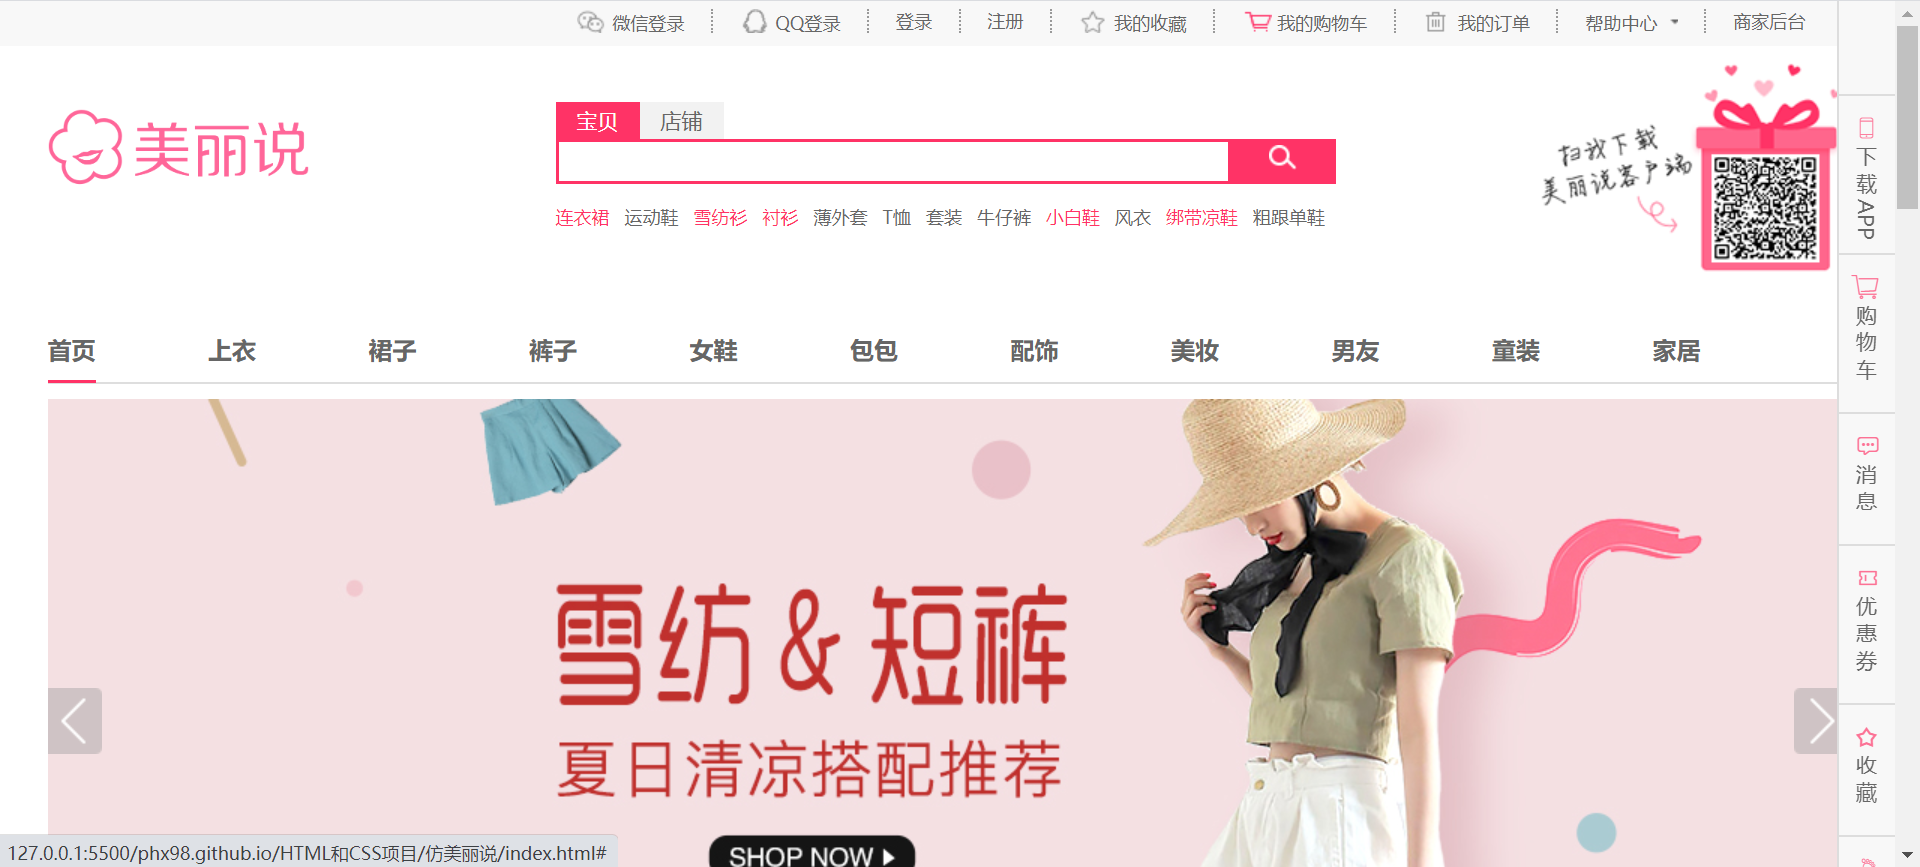 微信登录 QQ登录 登录 注册 我的收藏 我的购物车 我的订单 帮助中心 商家后台
美丽说
宝贝 店铺
连衣裙 运动鞋 雪纺衫 衬衫 薄外套 T恤 套装 牛仔裤 小白鞋 风衣 绑带凉鞋 粗跟单鞋
扫我下载
美丽说客户端
首页 上衣 裙子 裤子 女鞋 包包 配饰 美妆 男友 童装 家居
雪纺&短裤
夏日清凉搭配推荐
SHOP NOW
下载APP
购物车
消息
优惠券
收藏
127.0.0.1:5500/phx98.github.io/HTML和CSS项目/仿美丽说/index.html#